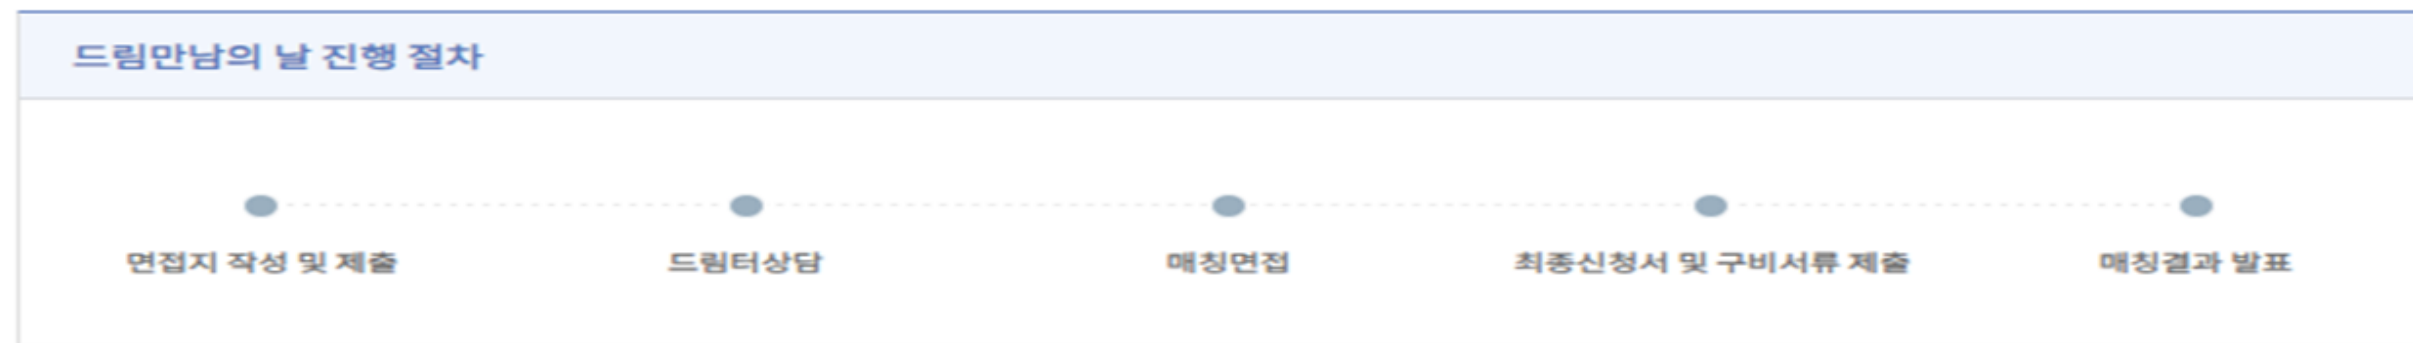 드림만남의 날 진행 절차
면접지 작성 및 제출
드림터상담
매칭면접
최종신청서 및 구비서류 제출
매칭결과 발표